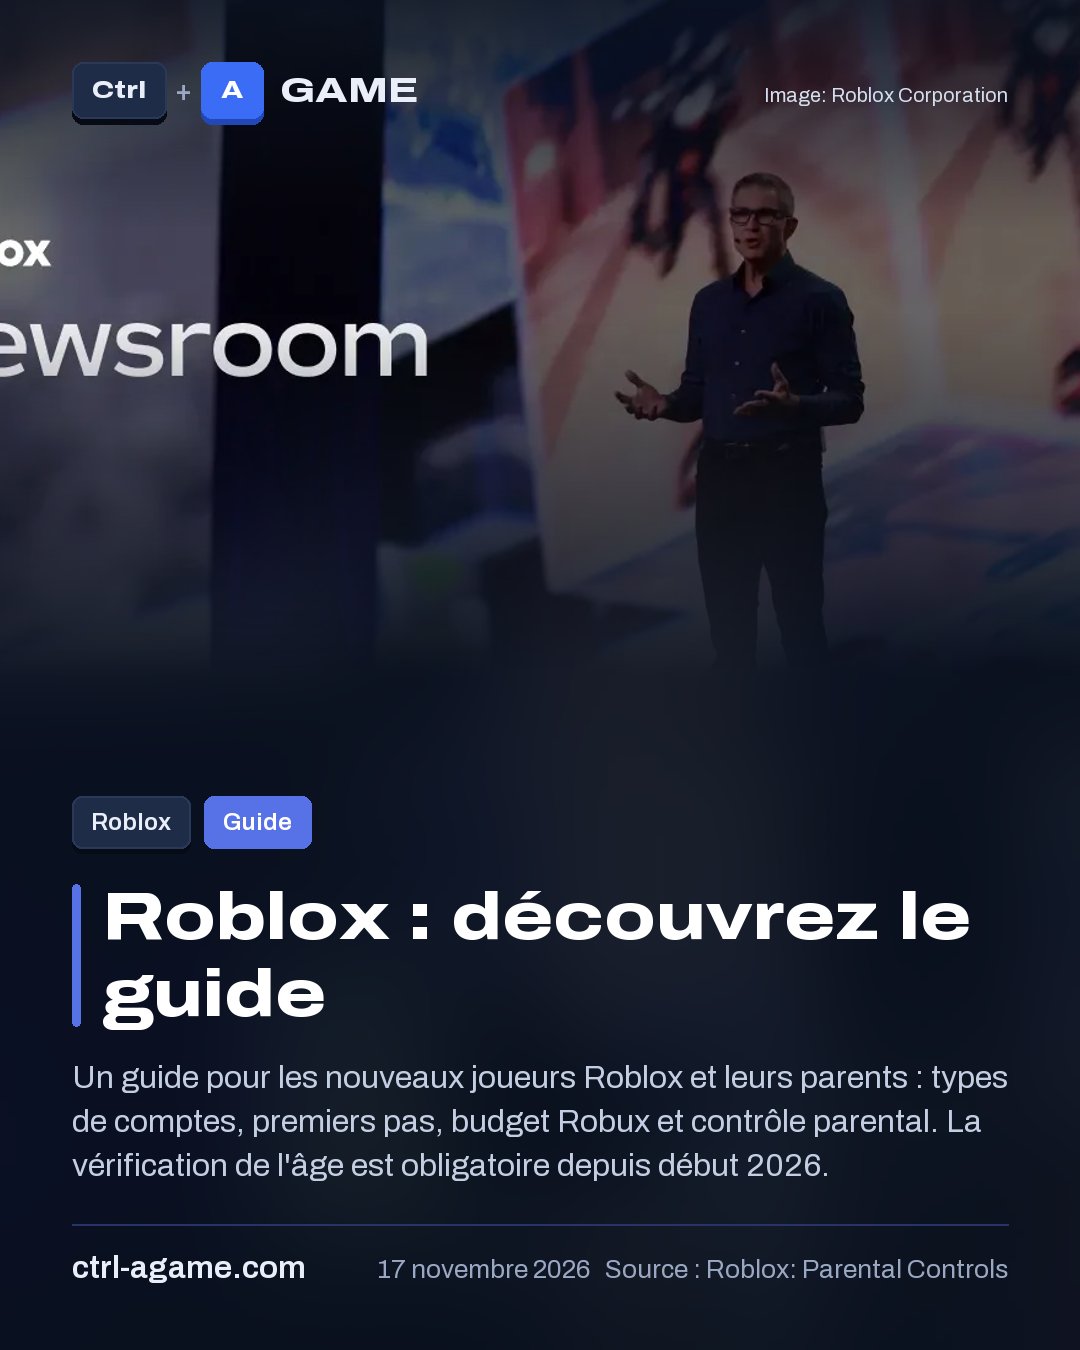 Ctrl + A GAME
Image: Roblox Corporation
ox
ewsroom
Roblox Guide
Roblox : découvrez le
guide
Un guide pour les nouveaux joueurs Roblox et leurs parents : types
de comptes, premiers pas, budget Robux et contrôle parental. La
vérification de l'âge est obligatoire depuis début 2026.
ctrl-agame.com 17 novembre 2026 Source : Roblox: Parental Controls